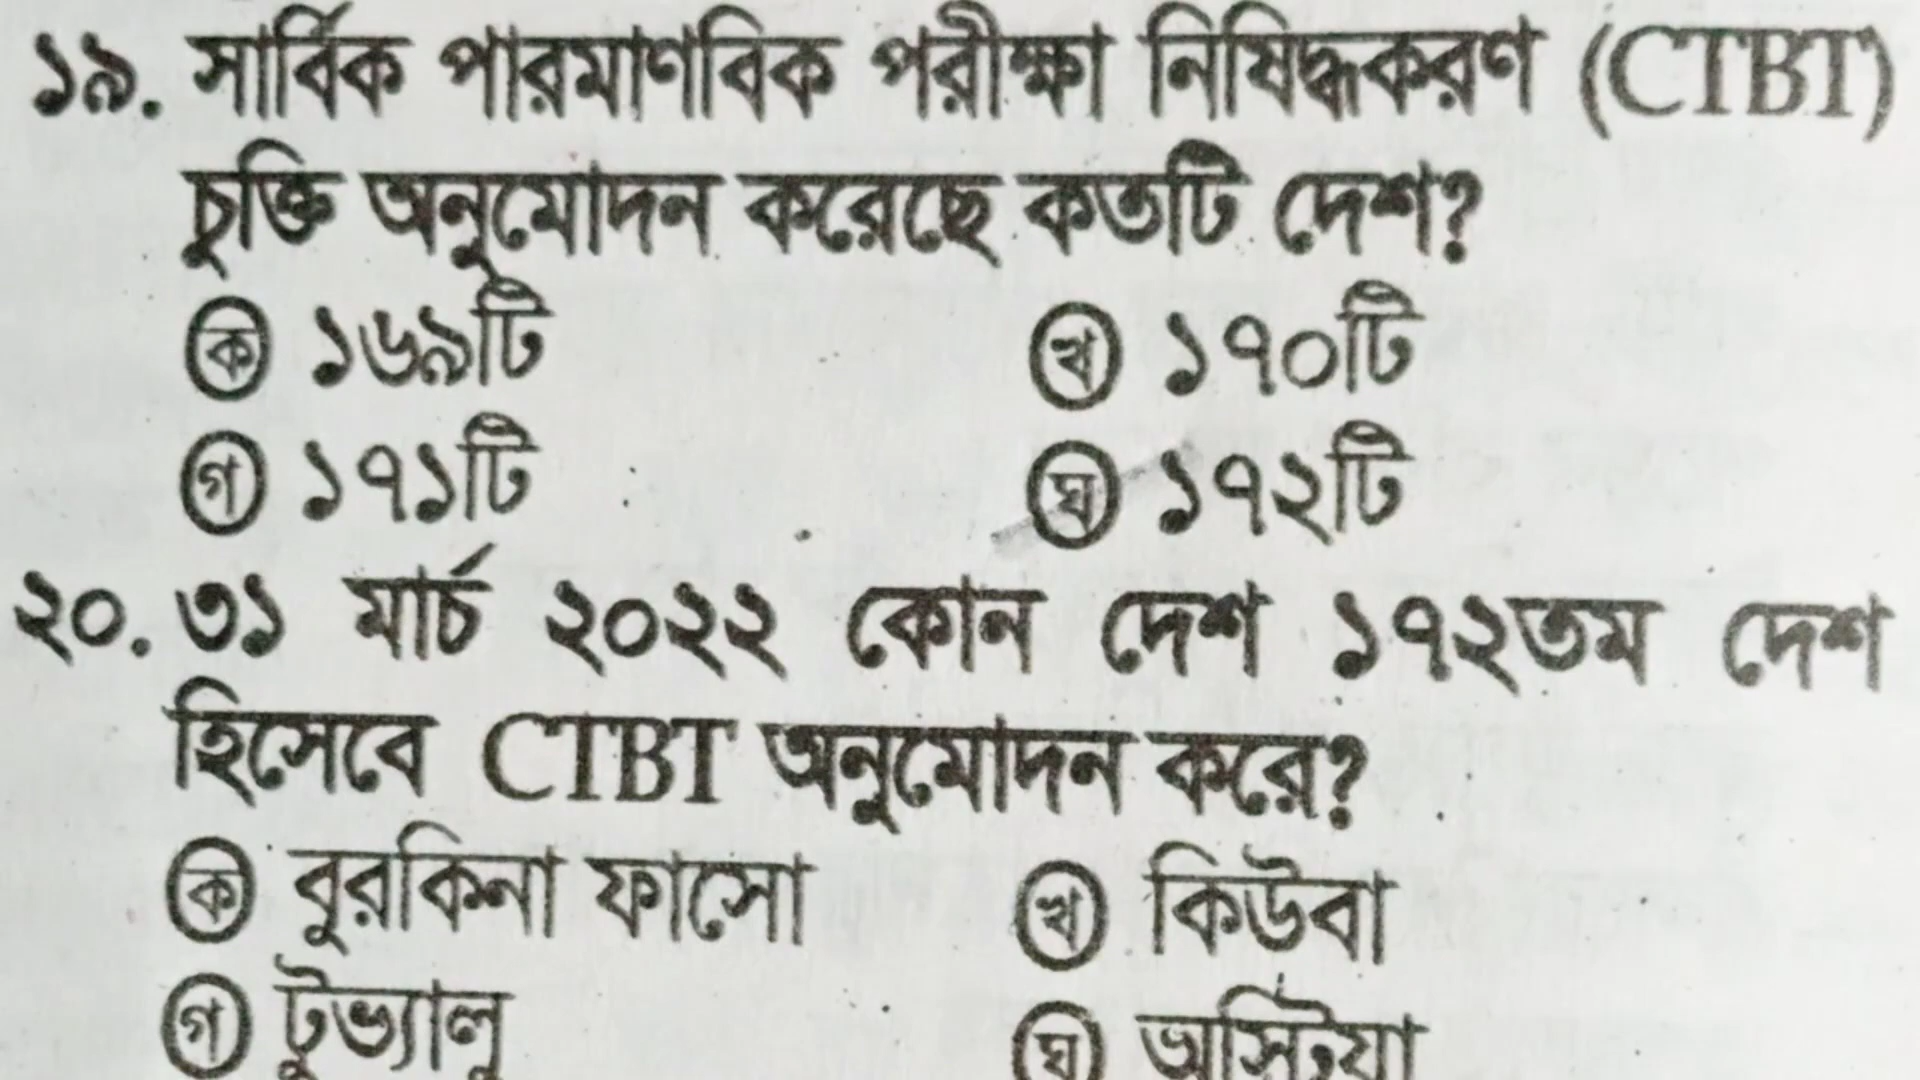 ১৯. সার্বিক পারমাণবিক পরীক্ষা নিষিদ্ধকরণ (CTBT)
চুক্তি অনুমোদন করেছে কতটি দেশ?
ক ১৬৯টি খ ১৭০টি
গ ১৭১টি ঘ ১৭২টি
২০. ৩১ মার্চ ২০২২ কোন দেশ ১৭২তম দেশ
হিসেবে CTBT অনুমোদন করে?
ক বুরকিনা ফাসো খ কিউবা
গ টুভ্যালু ঘ অস্ট্রিয়া